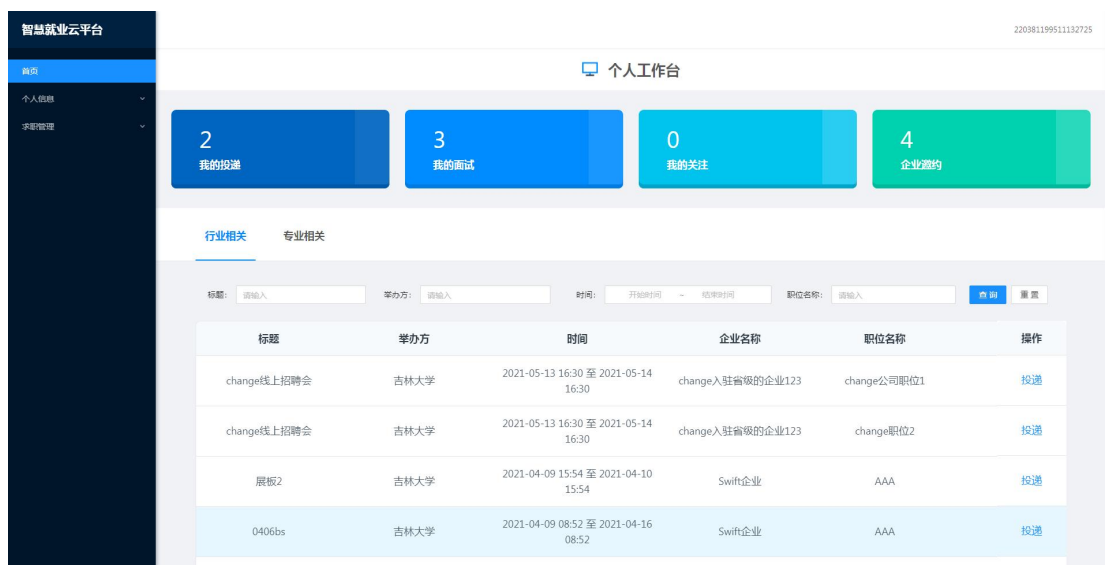 智慧就业云平台
220381199511132725
首页
个人工作台
个人信息
求职管理
2
我的投递
3
我的面试
0
我的关注
4
企业邀约
行业相关 专业相关
标题: 请输入 举办方: 请输入 时间: 开始时间 ~ 结束时间 职位名称: 请输入 查询 重置
标题 举办方 时间 企业名称 职位名称 操作
change线上招聘会 吉林大学 2021-05-13 16:30 至 2021-05-14 change入驻省级的企业123 change公司职位1 投递
16:30
change线上招聘会 吉林大学 2021-05-13 16:30 至 2021-05-14 change入驻省级的企业123 change职位2 投递
16:30
展板2 吉林大学 2021-04-09 15:54 至 2021-04-10 Swift企业 AAA 投递
15:54
0406bs 吉林大学 2021-04-09 08:52 至 2021-04-16 Swift企业 AAA 投递
08:52